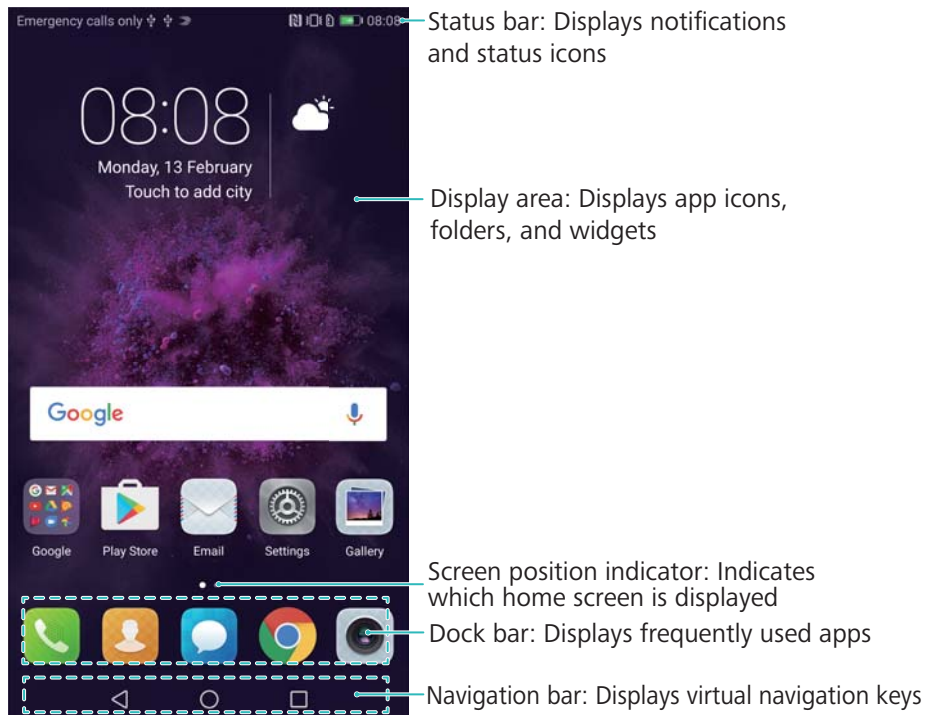 Emergency calls only 08:08
Status bar: Displays notifications
and status icons
08:08
Monday, 13 February
Touch to add city
Display area: Displays app icons,
folders, and widgets
Google
Google Play Store Email Settings Gallery
Screen position indicator: Indicates
which home screen is displayed
Dock bar: Displays frequently used apps
Navigation bar: Displays virtual navigation keys